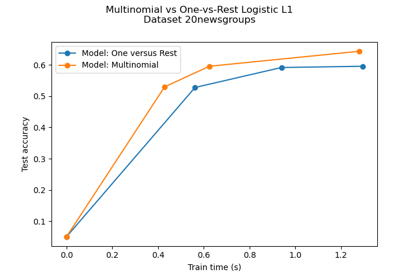 Multinomial vs One-vs-Rest Logistic L1
Dataset 20newsgroups
Model: One versus Rest
Model: Multinomial
0.6
0.5
0.4
0.3
0.2
0.1
Test accuracy
0.0 0.2 0.4 0.6 0.8 1.0 1.2
Train time (s)